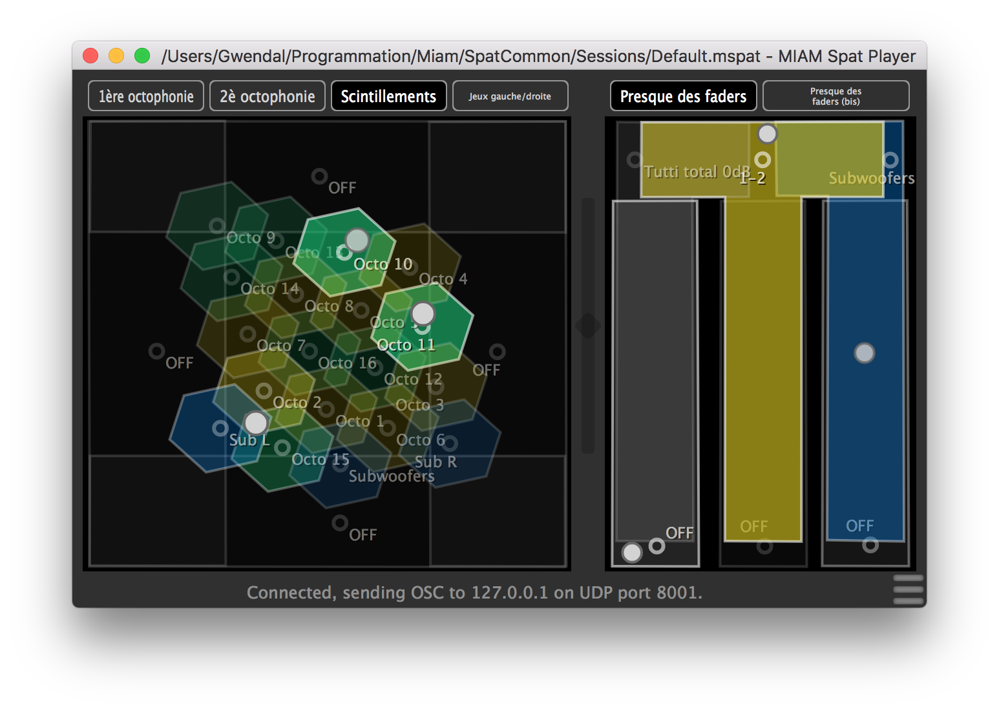 /Users/Gwendal/Programmation/Miam/SpatCommon/Sessions/Default.mspat - MIAM Spat Player
1ère octophonie
2è octophonie
Scintillements
Jeux gauche/droite
Presque des faders
Presque des
faders (bis)
OFF
Octo 9
Octo 13
Octo 10
Octo 4
Octo 14
Octo 8
Octo 5
Octo 7
Octo 11
OFF
Octo 16
OFF
Octo 12
Octo 2
Octo 3
Octo 1
Sub L
Octo 6
Octo 15
Sub R
Subwoofers
OFF
Tutti total 0dB
1-2
Subwoofers
OFF
OFF
OFF
Connected, sending OSC to 127.0.0.1 on UDP port 8001.